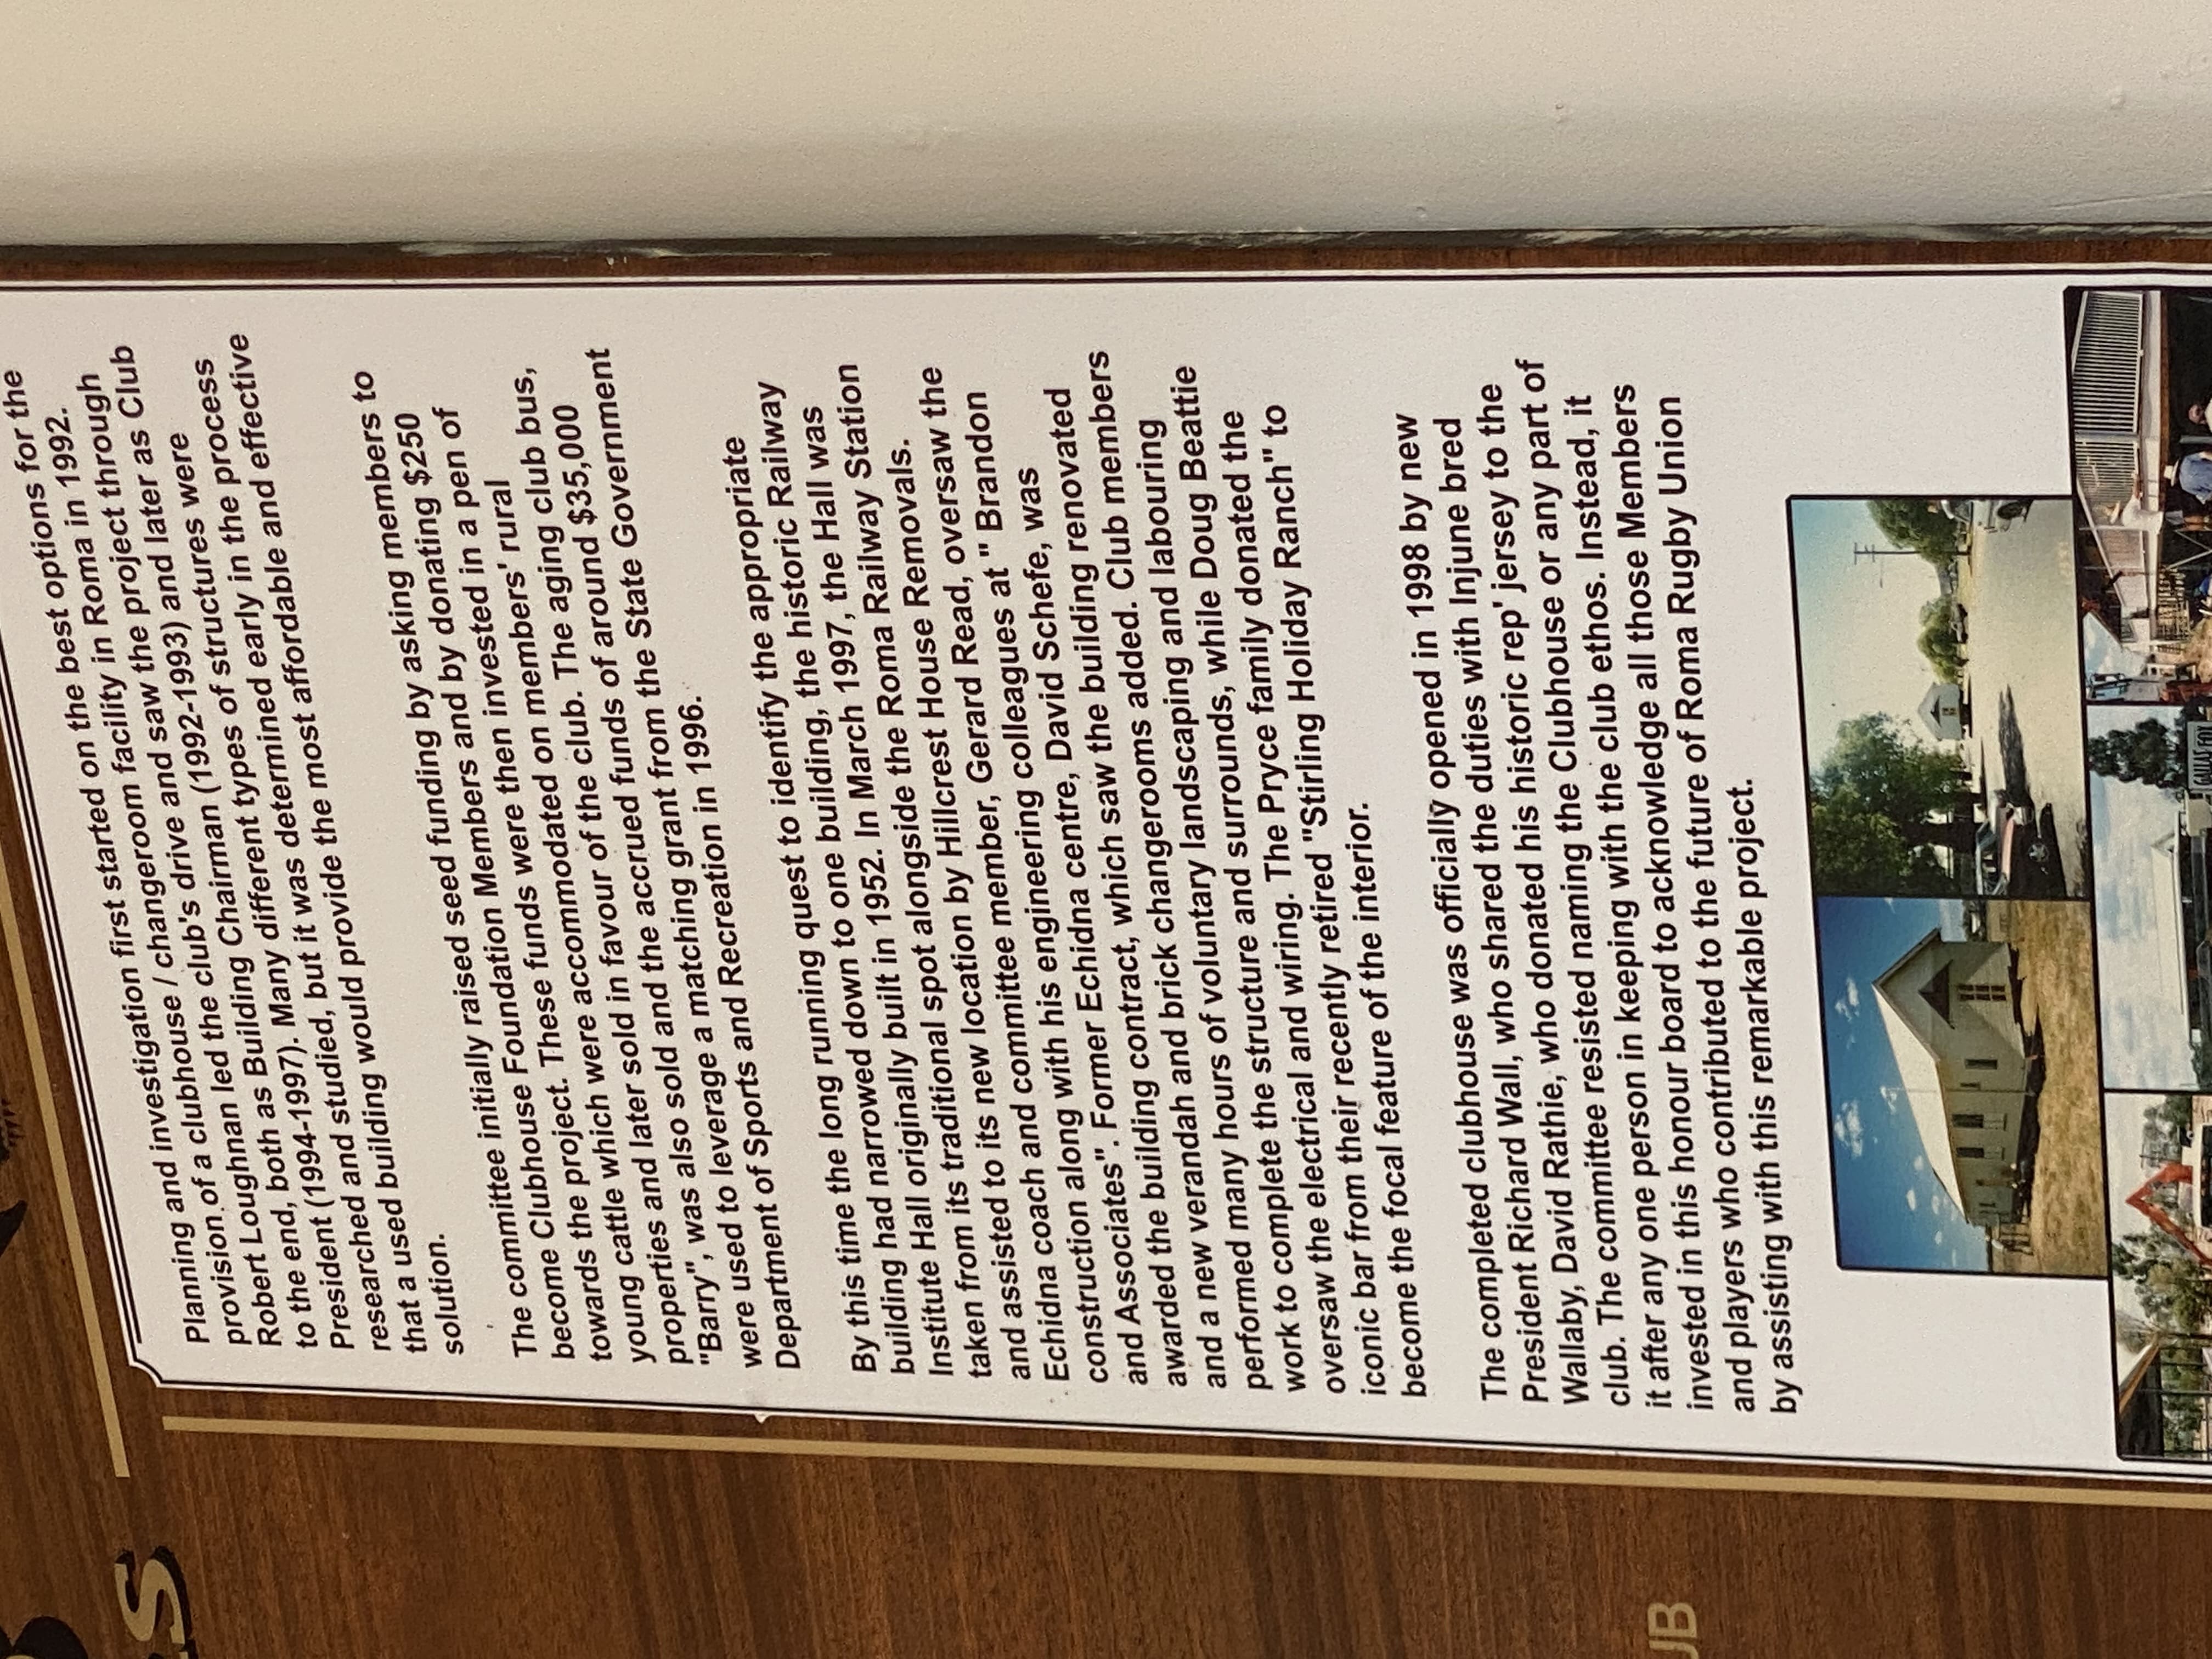 Planning and investigation first started on the best options for the
provision of a clubhouse / changeroom facility in Roma in 1992.
Robert Loughnan led the club's drive and saw the project through
to the end, both as Building Chairman (1992-1993) and later as Club
President (1994-1997). Many different types of structures were
researched and studied, but it was determined early in the process
that a used building would provide the most affordable and effective
solution.
The committee initially raised seed funding by asking members to
become Clubhouse Foundation Members and by donating $250
towards the project. These funds were then invested in a pen of
young cattle which were accommodated on members' rural
properties and later sold in favour of the club. The aging club bus,
"Barry", was also sold and the accrued funds of around $35,000
were used to leverage a matching grant from the State Government
Department of Sports and Recreation in 1996.
By this time the long running quest to identify the appropriate
building had narrowed down to one building, the historic Railway
Institute Hall originally built in 1952. In March 1997, the Hall was
taken from its traditional spot alongside the Roma Railway Station
and assisted to its new location by Hillcrest House Removals.
Echidna coach and committee member, Gerard Read, oversaw the
construction along with his engineering colleagues at " Brandon
and Associates". Former Echidna centre, David Schefe, was
awarded the building contract, which saw the building renovated
and a new verandah and brick changerooms added. Club members
performed many hours of voluntary landscaping and labouring
work to complete the structure and surrounds, while Doug Beattie
oversaw the electrical and wiring. The Pryce family donated the
iconic bar from their recently retired "Stirling Holiday Ranch" to
become the focal feature of the interior.
The completed clubhouse was officially opened in 1998 by new
President Richard Wall, who shared the duties with Injune bred
Wallaby, David Rathie, who donated his historic rep' jersey to the
club. The committee resisted naming the Clubhouse or any part of
it after any one person in keeping with the club ethos. Instead, it
invested in this honour board to acknowledge all those Members
and players who contributed to the future of Roma Rugby Union
by assisting with this remarkable project.